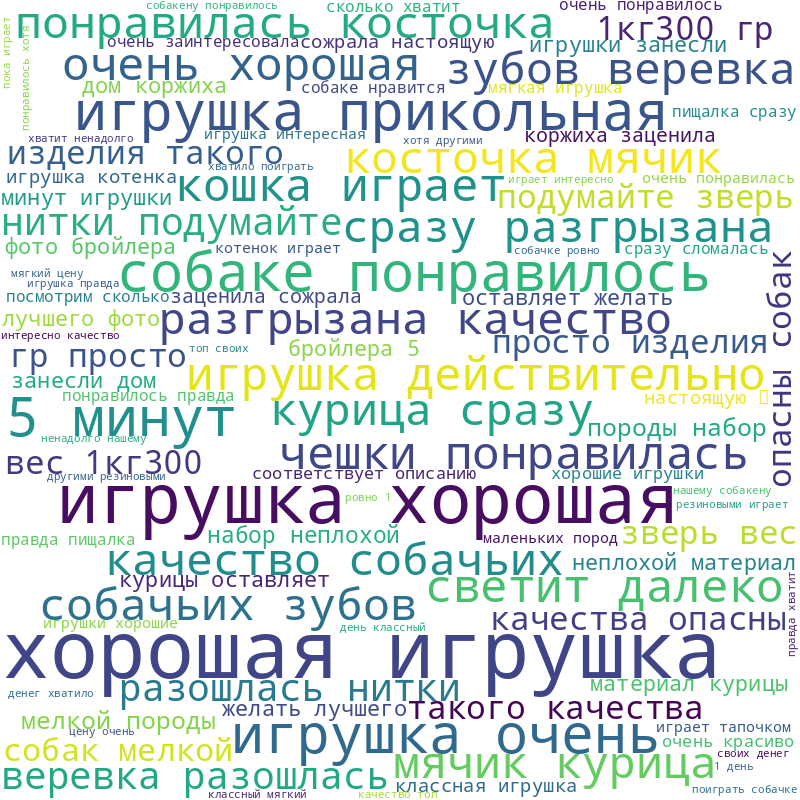 собакену понравилось
сколько хватит
очень понравилось
понравилась косточка
1кг300 гр
пока играет
понравилось хотя
очень заинтересовала
сожрала настоящую
игрушки занесли
очень хорошая
зубов веревка
дом коржиха
собаке нравится
мягкая игрушка
игрушка прикольная
пищалка сразу
хватит ненадолго
игрушка интересная
хотя другими
коржиха заценила
изделия такого
хватило поиграть
косточка мячик
игрушка котенка
кошка играет
играет интересно
очень понравилась
минут игрушки
подумайте зверь
нитки подумайте
сразу разгрызана
фото бройлера
котенок играет
собачке ровно
сразу сломалась
собаке понравилось
опасны собак
мягкий цену
игрушка правда
посмотрим сколько
заценила сожрала
оставляет желать
лучшего фото
разгрызана качество
интересно качество
гр просто
топ своих
бройлера 5
просто изделия
занесли дом
игрушка действительно
понравилось правда
настоящую
5 минут
курица сразу
породы набор
ненадолго нашему
чешки понравилась
вес 1кг300
другими резиновыми
соответствует описанию
хорошие игрушки
игрушка хорошая
ровно 1
нашему собакену
резиновыми играет
правда пищалка
набор неплохой
маленьких пород
зверь вес
качество собачьих
неплохой материал
курицы оставляет
светит далеко
правда хватит
собачьих зубов
качества опасны
игрушки хорошие
день классный
хорошая игрушка
денег хватило
разошлась нитки
материал курицы
желать лучшего
такого качества
мелкой породы
цену очень
игрушка очень
играет тапочком
очень красиво
собак мелкой
мячик курица
своих денег
1 день
веревка разошлась
классная игрушка
поиграть собачке
классный мягкий
качество топ